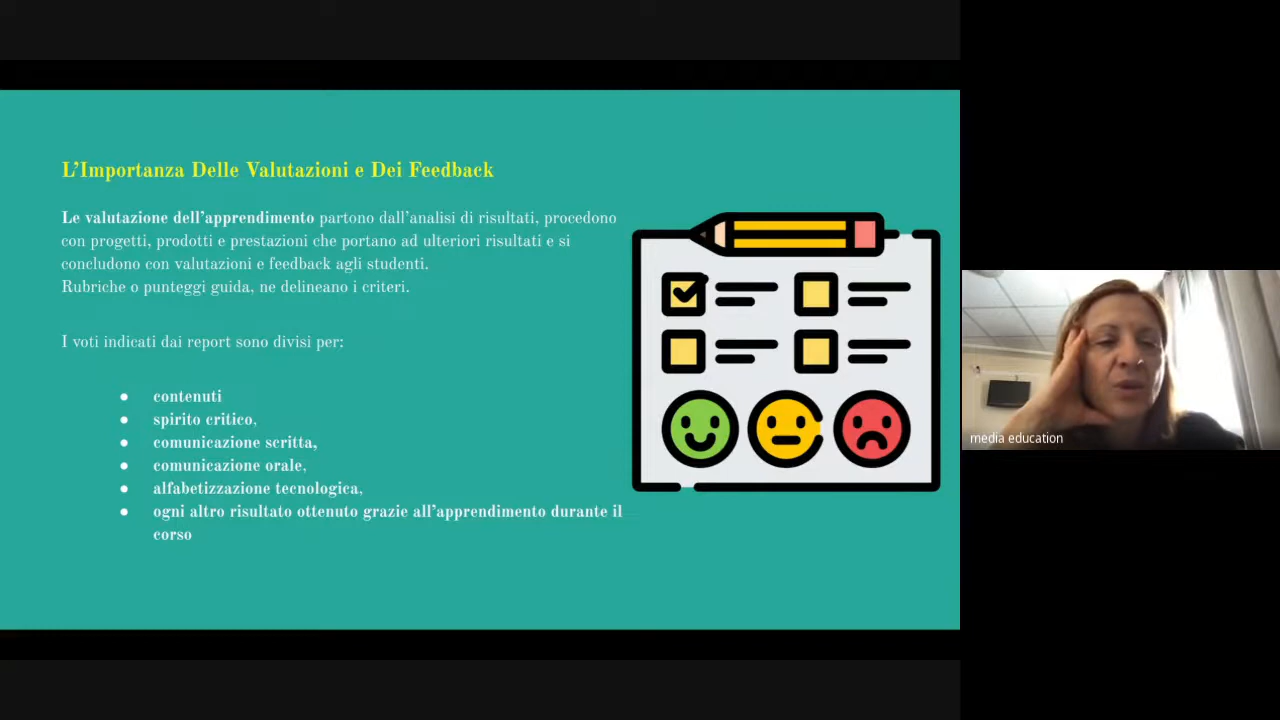 L’Importanza Delle Valutazioni e Dei Feedback
Le valutazione dell’apprendimento partono dall’analisi di risultati, procedono
con progetti, prodotti e prestazioni che portano ad ulteriori risultati e si
concludono con valutazioni e feedback agli studenti.
Rubriche o punteggi guida, ne delineano i criteri.
I voti indicati dai report sono divisi per:
● contenuti
● spirito critico,
● comunicazione scritta,
● comunicazione orale,
● alfabetizzazione tecnologica,
● ogni altro risultato ottenuto grazie all’apprendimento durante il
corso
media education